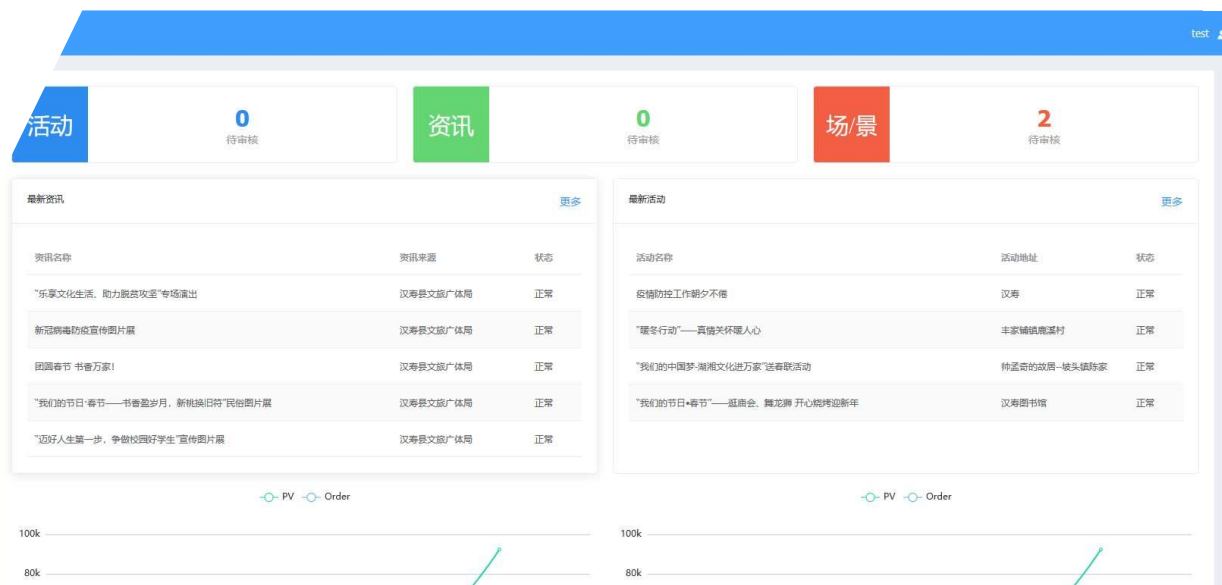 test
活动 0 资讯 0 场/景 2
待审核 待审核 待审核
最新资讯 更多 最新活动 更多
资讯名称 资讯来源 状态 活动名称 活动地址 状态
"乐享文化生活，助力脱贫攻坚"专场演出 汉寿县文旅广体局 正常 疫情防控工作朝夕不倦 汉寿 正常
新冠病毒防疫宣传图片展 汉寿县文旅广体局 正常 "暖冬行动"——真情关怀暖人心 丰家铺镇鹿溪村 正常
团圆春节 书香万家! 汉寿县文旅广体局 正常 "我们的中国梦·湖湘文化进万家"送春联活动 帅孟奇的故居--坡头镇陈家 正常
"我们的节日·春节——书香盈岁月，新桃换旧符"民俗图片展 汉寿县文旅广体局 正常 "我们的节日•春节"——逛庙会、舞龙狮 开心烧烤迎新年 汉寿图书馆 正常
"迈好人生第一步，争做校园好学生"宣传图片展 汉寿县文旅广体局 正常
PV Order PV Order
100k 100k
80k 80k